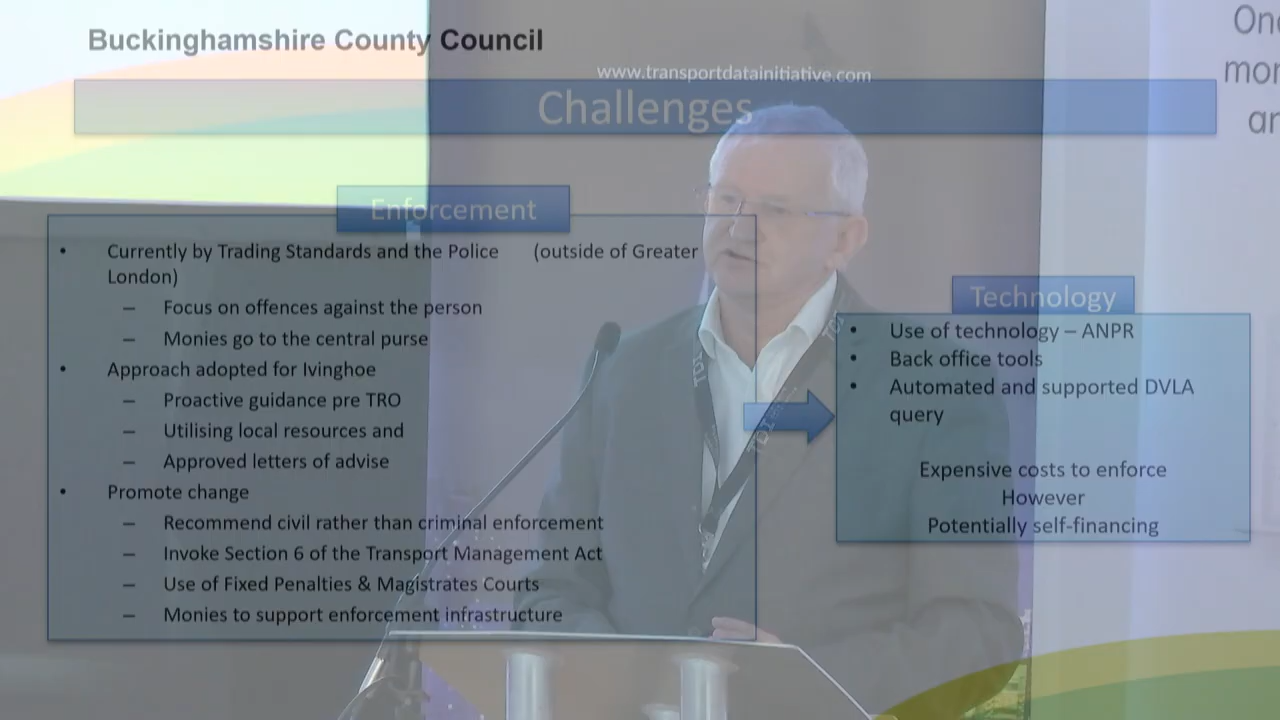 Buckinghamshire County Council
www.transportdatainitiative.com
Challenges
Enforcement
• Currently by Trading Standards and the Police (outside of Greater
London)
– Focus on offences against the person
– Monies go to the central purse
• Approach adopted for Ivinghoe
– Proactive guidance pre TRO
– Utilising local resources and
– Approved letters of advise
• Promote change
– Recommend civil rather than criminal enforcement
– Invoke Section 6 of the Transport Management Act
– Use of Fixed Penalties & Magistrates Courts
– Monies to support enforcement infrastructure
Technology
• Use of technology – ANPR
• Back office tools
• Automated and supported DVLA
query
Expensive costs to enforce
However
Potentially self-financing
TDI
TDI
TDI